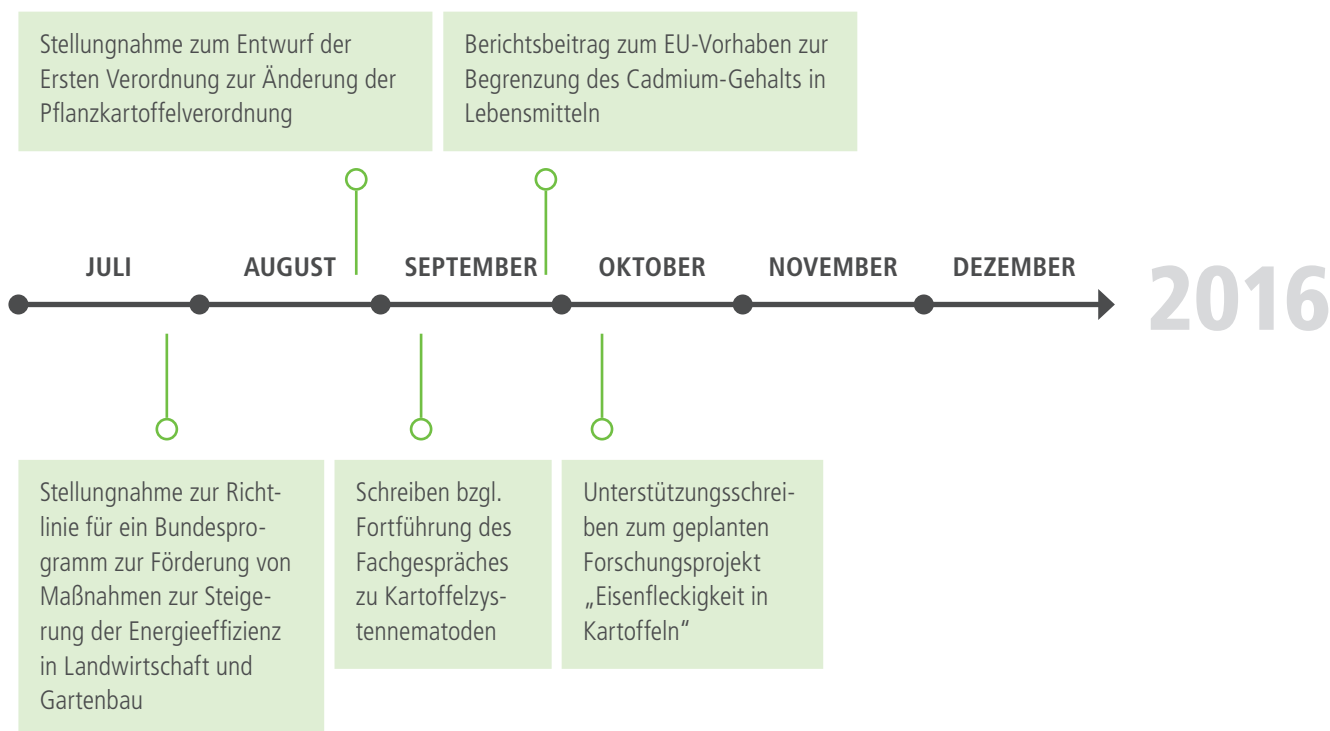 Stellungnahme zum Entwurf der
Ersten Verordnung zur Änderung der
Pflanzkartoffelverordnung
Berichtsbeitrag zum EU-Vorhaben zur
Begrenzung des Cadmium-Gehalts in
Lebensmitteln
JULI AUGUST SEPTEMBER OKTOBER NOVEMBER DEZEMBER 2016
Stellungnahme zur Richt-
linie für ein Bundespro-
gramm zur Förderung von
Maßnahmen zur Steige-
rung der Energieeffizienz
in Landwirtschaft und
Gartenbau
Schreiben bzgl.
Fortführung des
Fachgespräches
zu Kartoffelzys-
tennematoden
Unterstützungsschrei-
ben zum geplanten
Forschungsprojekt
„Eisenfleckigkeit in
Kartoffeln“